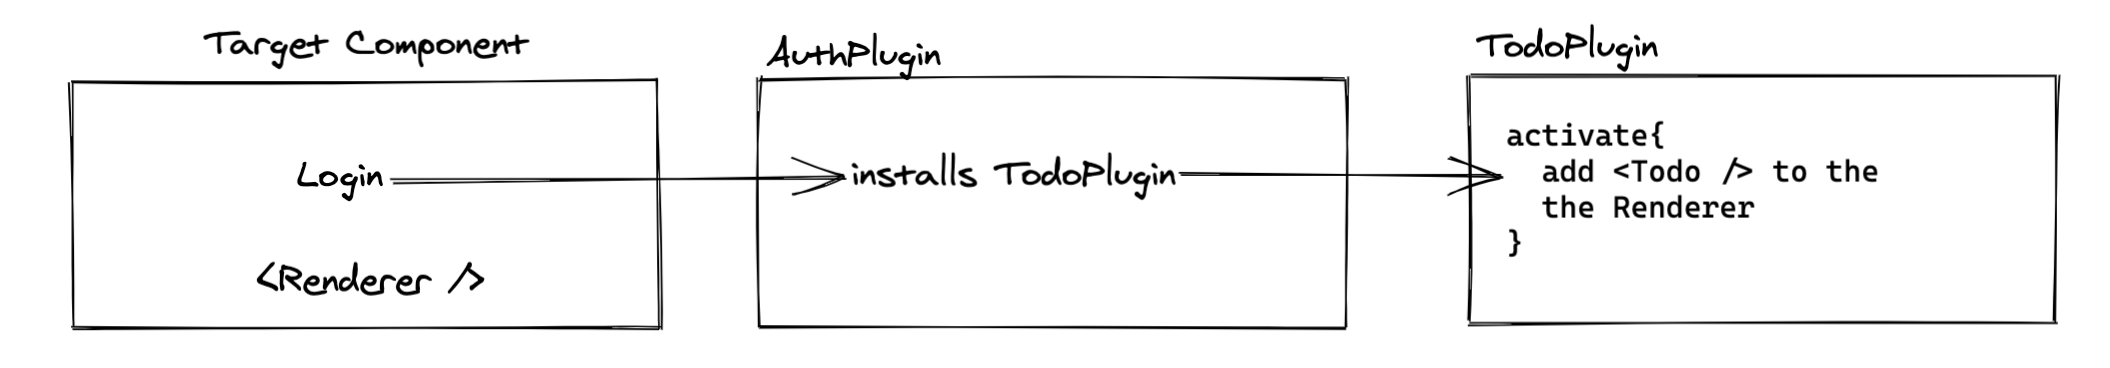 Target Component
Login
<Renderer />
AuthPlugin
installs TodoPlugin
TodoPlugin
activate{
add <Todo /> to the
the Renderer
}